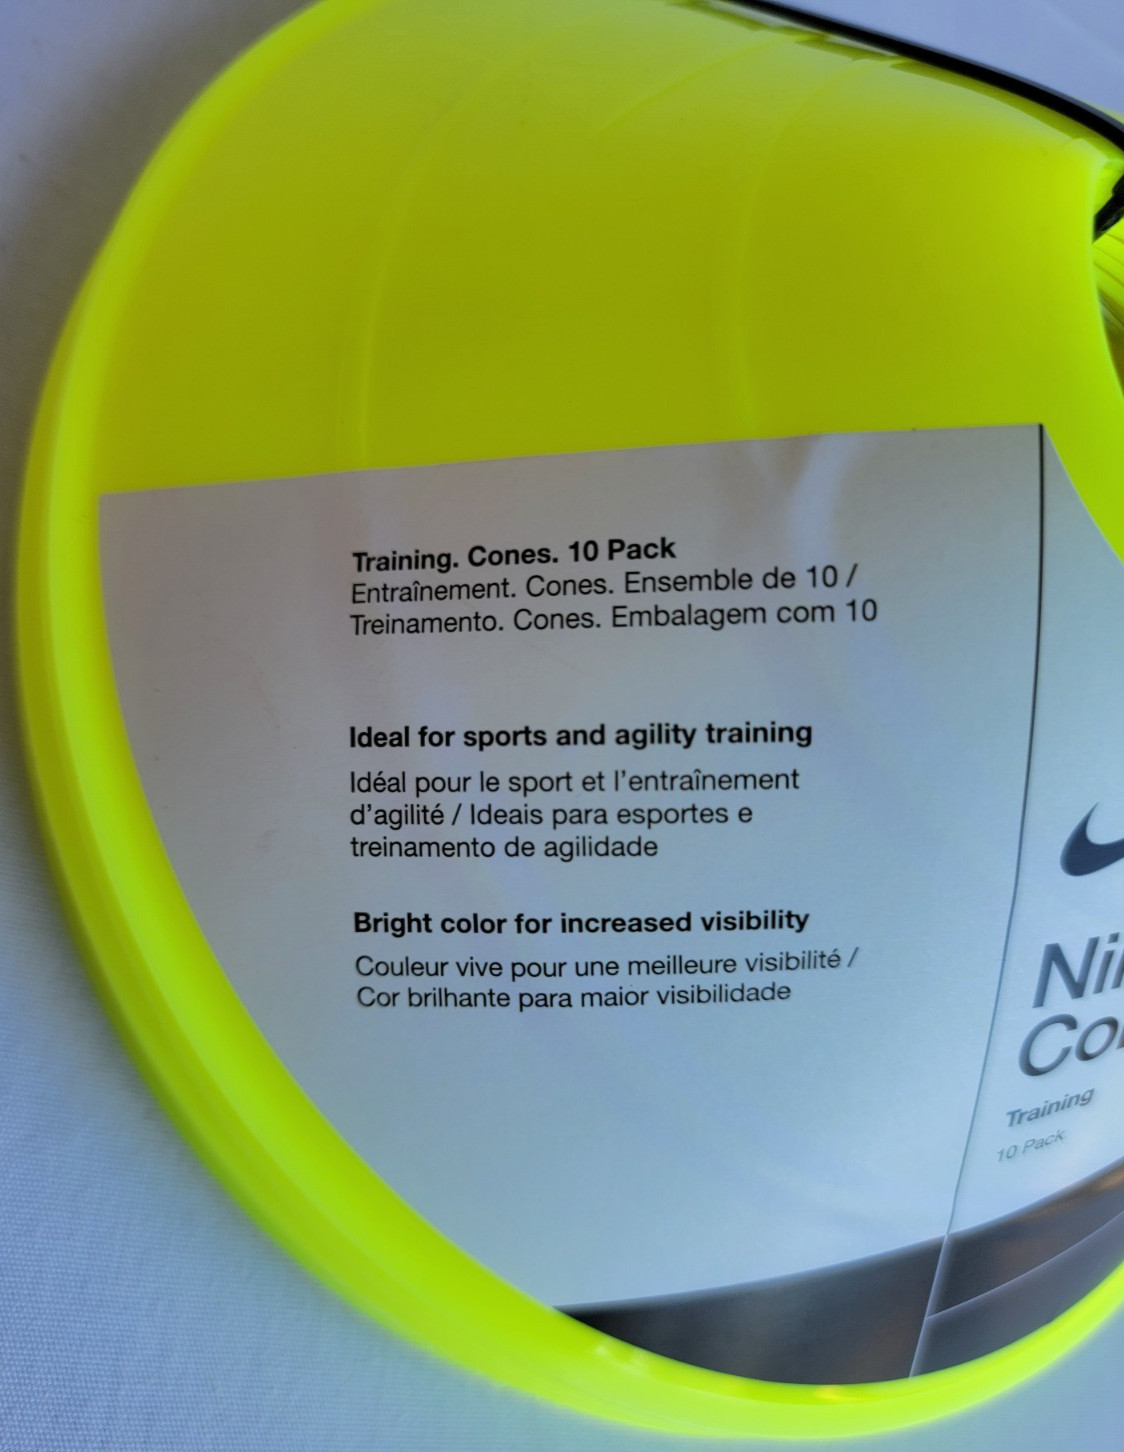 Training. Cones. 10 Pack
Entraînement. Cones. Ensemble de 10 /
Treinamento. Cones. Embalagem com 10
Ideal for sports and agility training
Idéal pour le sport et l'entraînement
d'agilité / Ideais para esportes e
treinamento de agilidade
Bright color for increased visibility
Couleur vive pour une meilleure visibilité /
Cor brilhante para maior visibilidade
Training
10 Pack